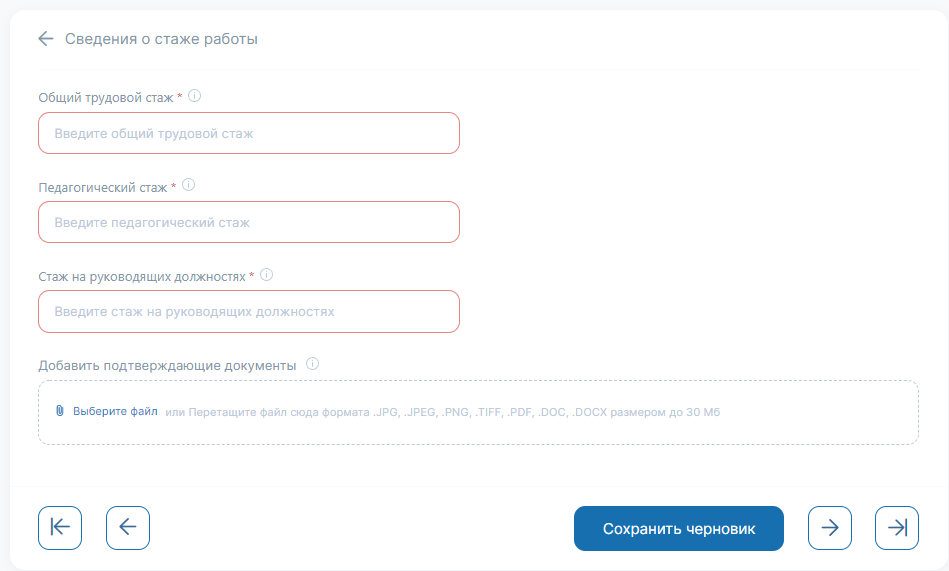 Сведения о стаже работы
Общий трудовой стаж *
Введите общий трудовой стаж
Педагогический стаж *
Введите педагогический стаж
Стаж на руководящих должностях *
Введите стаж на руководящих должностях
Добавить подтверждающие документы
Выберите файл или Перетащите файл сюда формата .JPG, .JPEG, .PNG, .TIFF, .PDF, .DOC, .DOCX размером до 30 Мб
Сохранить черновик